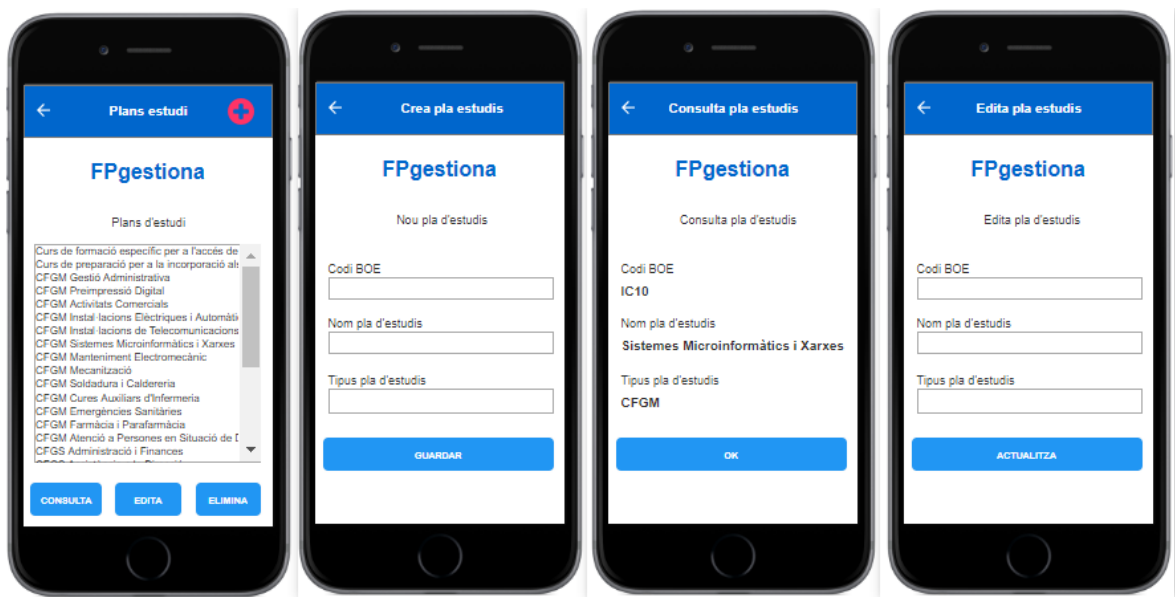 Plans estudi
FPgestiona
Plans d'estudi
Curs de formació específic per a l'accés de
Curs de preparació per a la incorporació als
CFGM Gestió Administrativa
CFGM Preimpressió Digital
CFGM Activitats Comercials
CFGM Instal·lacions Elèctriques i Automàti
CFGM Instal·lacions de Telecomunicacions
CFGM Sistemes Microinformàtics i Xarxes
CFGM Manteniment Electromecànic
CFGM Mecanització
CFGM Soldadura i Caldereria
CFGM Cures Auxiliars d'Infermeria
CFGM Emergències Sanitàries
CFGM Farmàcia i Parafarmàcia
CFGM Atenció a Persones en Situació de D
CFGS Administració i Finances
CONSULTA
EDITA
ELIMINA
Crea pla estudis
FPgestiona
Nou pla d'estudis
Codi BOE
Nom pla d'estudis
Tipus pla d'estudis
GUARDAR
Consulta pla estudis
FPgestiona
Consulta pla d'estudis
Codi BOE
IC10
Nom pla d'estudis
Sistemes Microinformàtics i Xarxes
Tipus pla d'estudis
CFGM
OK
Edita pla estudis
FPgestiona
Edita pla d'estudis
Codi BOE
Nom pla d'estudis
Tipus pla d'estudis
ACTUALITZA